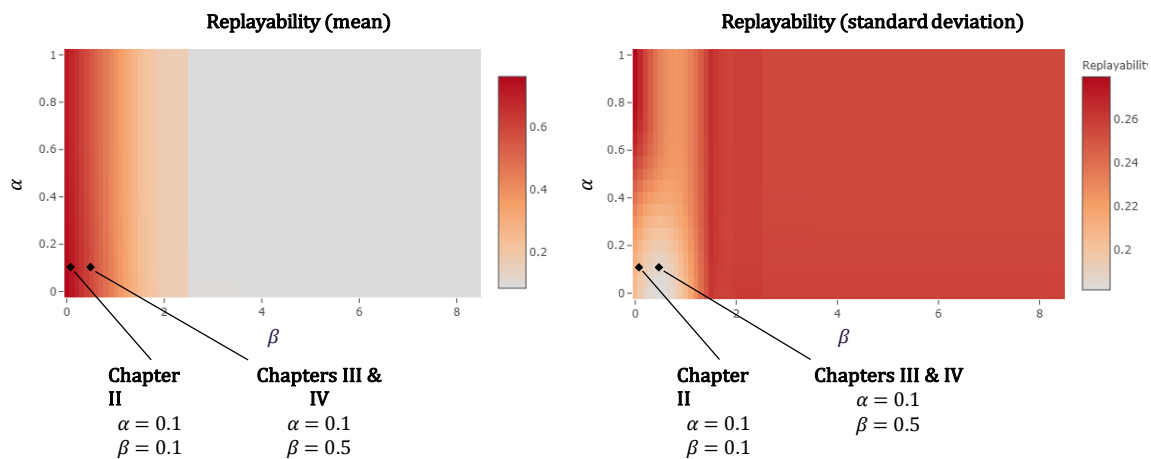 Replayability (mean)
1
0.8
0.6
0.4
0.2
0
α
0 2 4 6 8
β
0.6
0.4
0.2
Chapter
II
α = 0.1
β = 0.1
Chapters III &
IV
α = 0.1
β = 0.5
Replayability (standard deviation)
1
0.8
0.6
0.4
0.2
0
α
0 2 4 6 8
β
Replayability
0.26
0.24
0.22
0.2
Chapter
II
α = 0.1
β = 0.1
Chapters III & IV
α = 0.1
β = 0.5